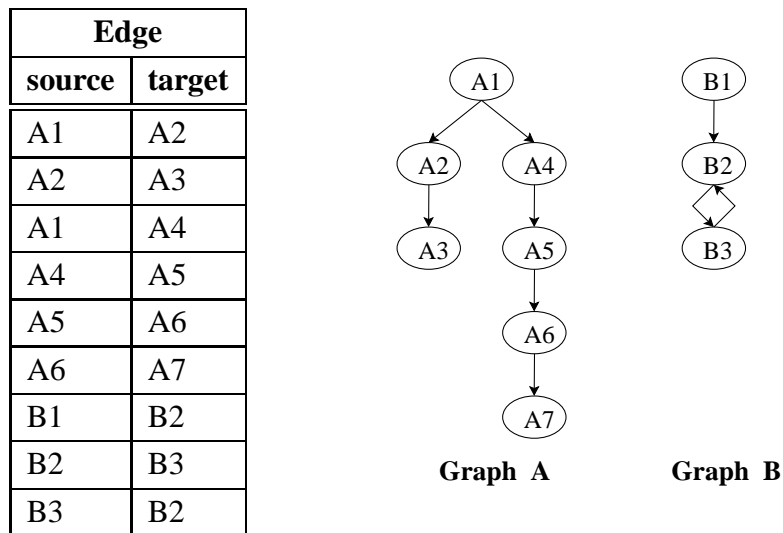 Edge
source target
A1 A2
A2 A3
A1 A4
A4 A5
A5 A6
A6 A7
B1 B2
B2 B3
B3 B2
A1
A2 A4
A3 A5
A6
A7
Graph A
B1
B2
B3
Graph B